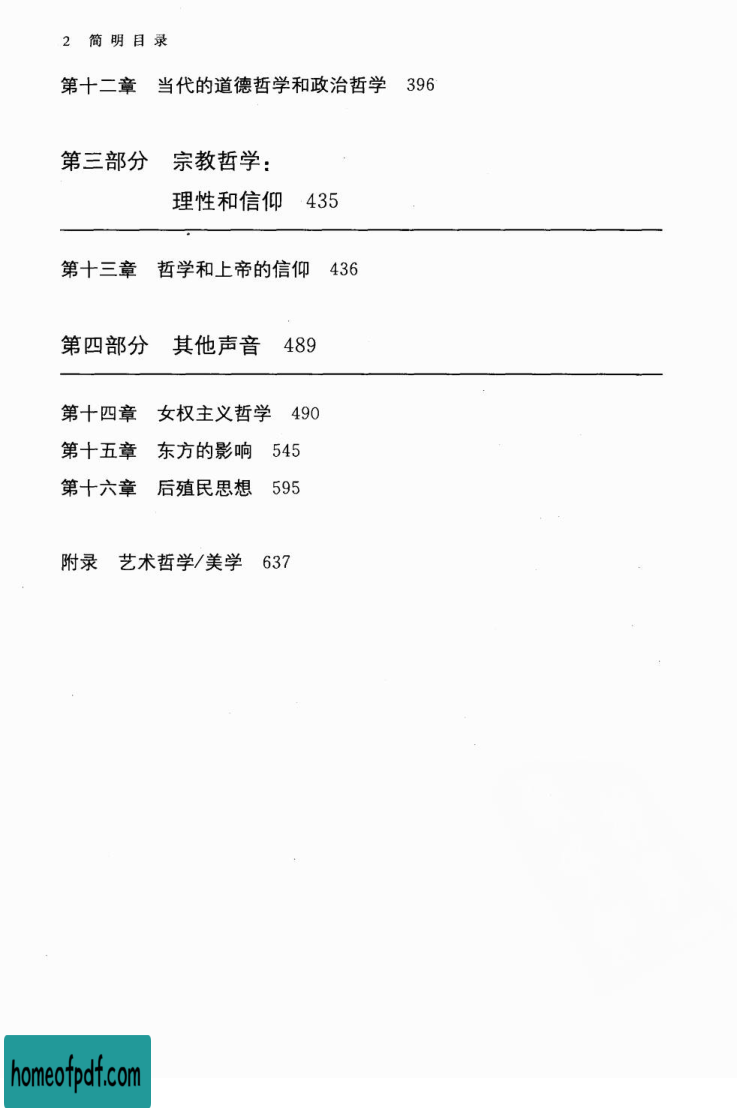 2 简明目录
第十二章 当代的道德哲学和政治哲学 396
第三部分 宗教哲学:
理性和信仰 435
第十三章 哲学和上帝的信仰 436
第四部分 其他声音 489
第十四章 女权主义哲学 490
第十五章 东方的影响 545
第十六章 后殖民思想 595
附录 艺术哲学/美学 637
homeofpdf.com